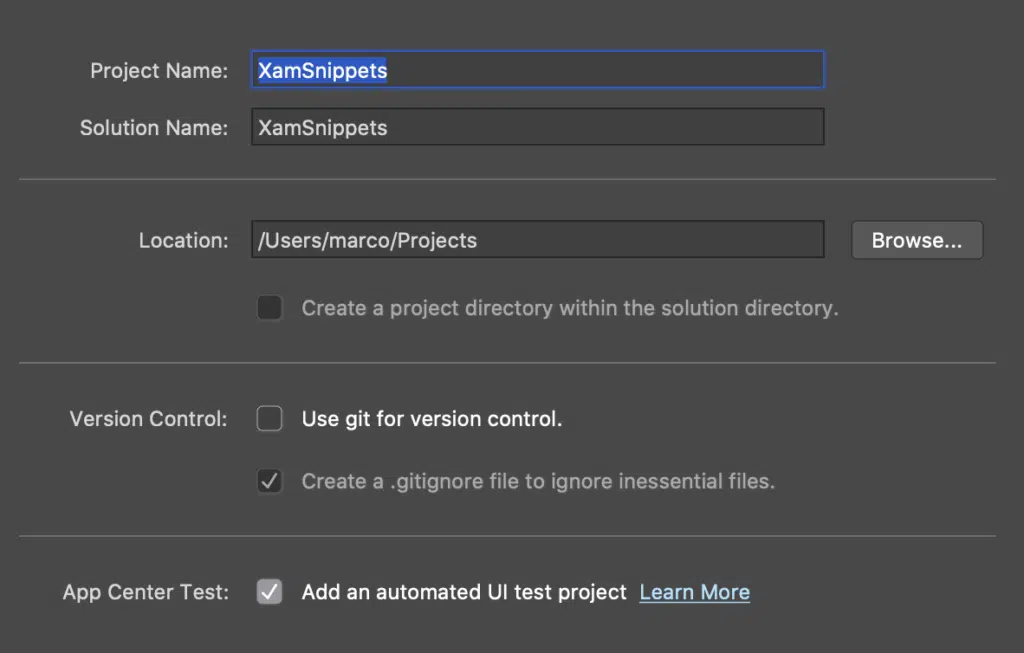 Project Name: XamSnippets
Solution Name: XamSnippets
Location: /Users/marco/Projects Browse...
Create a project directory within the solution directory.
Version Control: Use git for version control.
Create a .gitignore file to ignore inessential files.
App Center Test: Add an automated UI test project Learn More